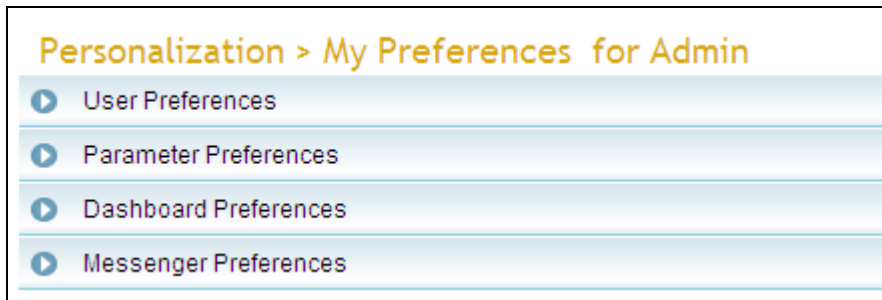 Personalization > My Preferences for Admin
User Preferences
Parameter Preferences
Dashboard Preferences
Messenger Preferences